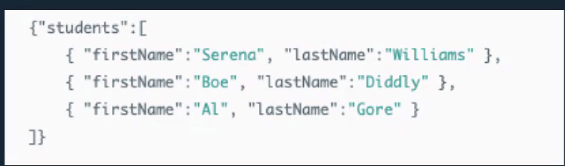 {"students":[
{ "firstName":"Serena", "lastName":"Williams" },
{ "firstName":"Boe", "lastName":"Diddly" },
{ "firstName":"Al", "lastName":"Gore" }
]}